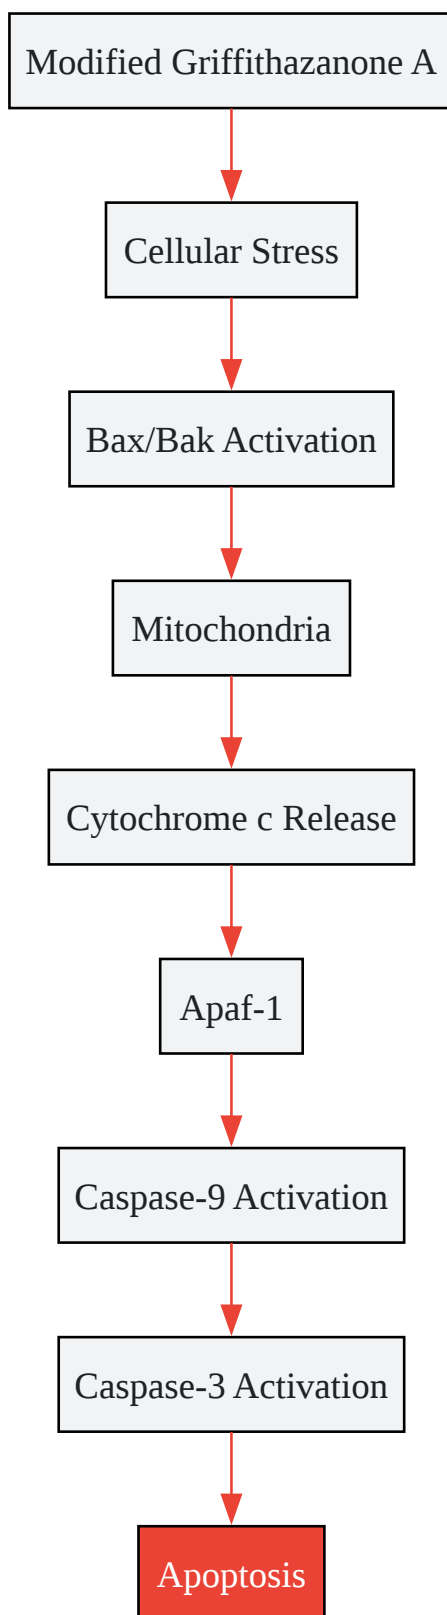 Modified Griffithazanone A
Cellular Stress
Bax/Bak Activation
Mitochondria
Cytochrome c Release
Apaf-1
Caspase-9 Activation
Caspase-3 Activation
Apoptosis